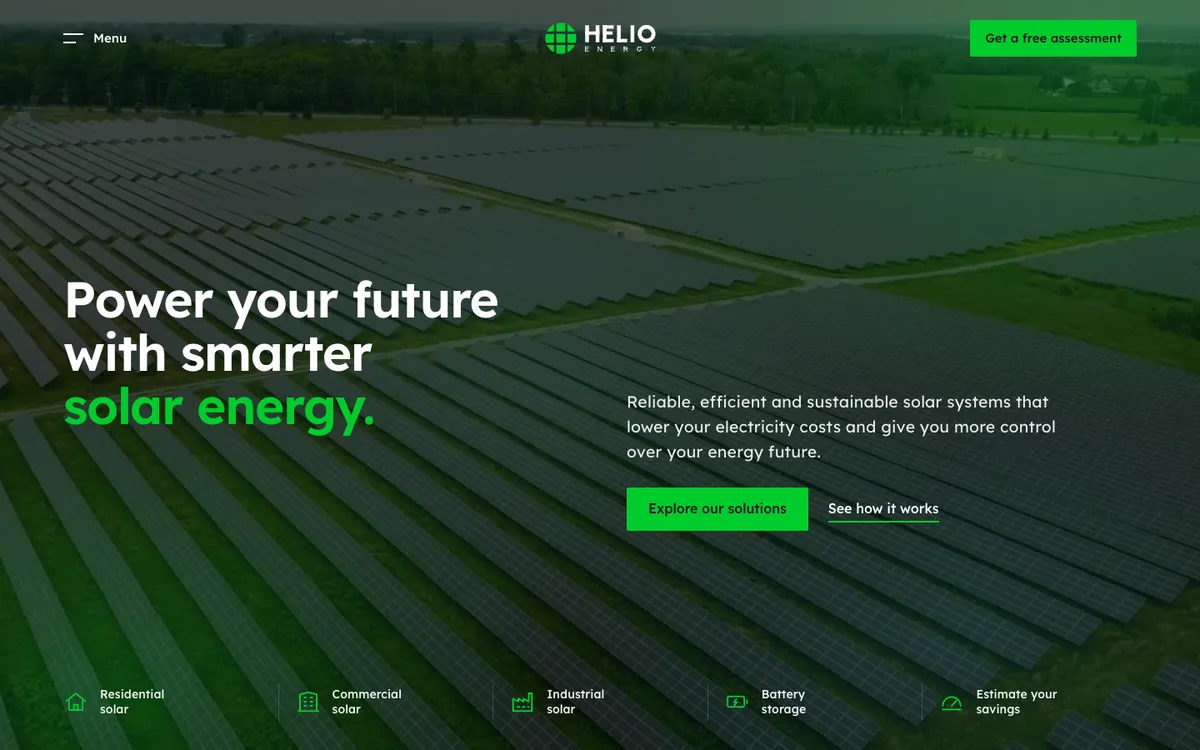 Menu
HELIO
ENERGY
Get a free assessment
Power your future
with smarter
solar energy.
Reliable, efficient and sustainable solar systems that
lower your electricity costs and give you more control
over your energy future.
Explore our solutions
See how it works
Residential
solar
Commercial
solar
Industrial
solar
Battery
storage
Estimate your
savings